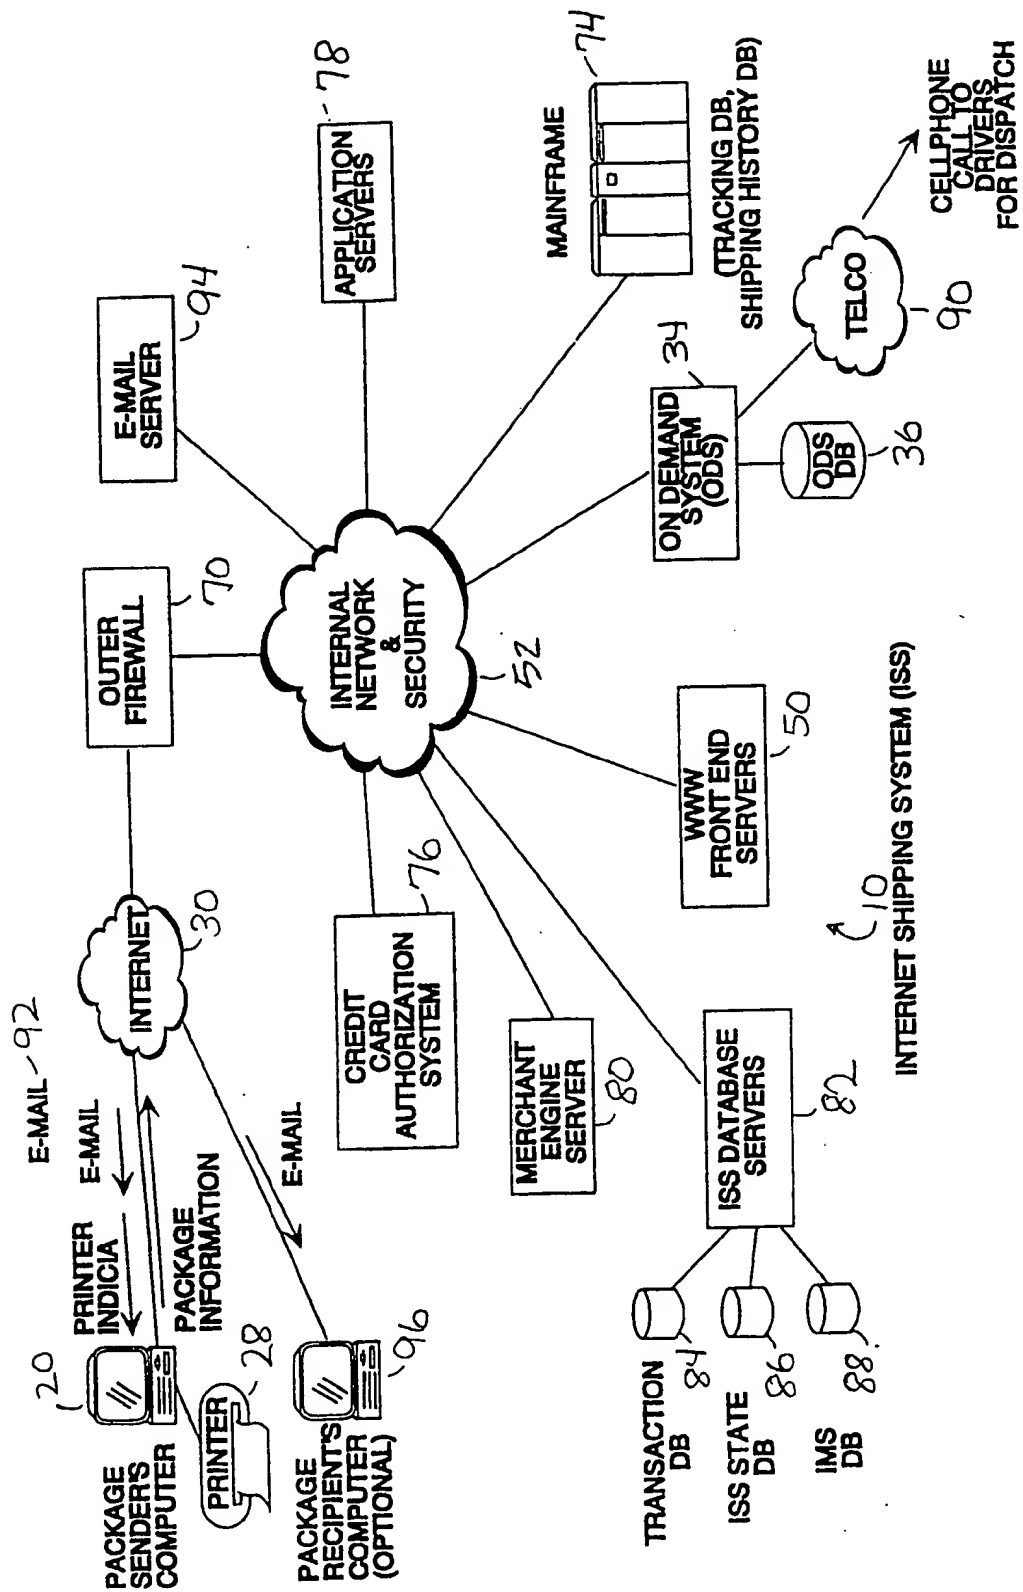 E-MAIL 92
PACKAGE
SENDER'S
COMPUTER
20
PRINTER
INDICIA
E-MAIL
PACKAGE
INFORMATION
PRINTER
28
PACKAGE
RECIPIENT'S
COMPUTER
(OPTIONAL)
96
E-MAIL
INTERNET
30
OUTER
FIREWALL
70
E-MAIL
SERVER
94
APPLICATION
SERVERS
78
INTERNAL
NETWORK
&
SECURITY
52
CREDIT
CARD
AUTHORIZATION
SYSTEM
76
MERCHANT
ENGINE
SERVER
80
MAINFRAME
74
(TRACKING DB,
SHIPPING HISTORY DB)
ON DEMAND
SYSTEM
(ODS)
34
ODS
DB
36
TELCO
90
CELLPHONE
CALL TO
DRIVERS
FOR DISPATCH
WWW
FRONT END
SERVERS
50
ISS DATABASE
SERVERS
82
TRANSACTION
DB
84
ISS STATE
DB
86
IMS
DB
88
10
INTERNET SHIPPING SYSTEM (ISS)